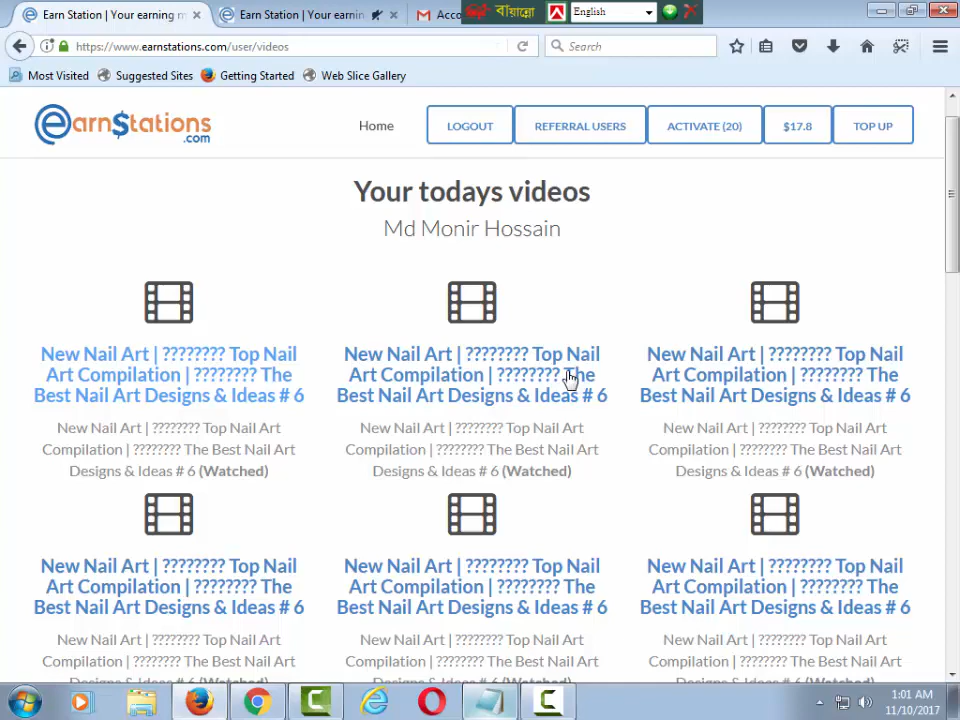 Earn Station | Your earning m
Earn Station | Your earnin
Acco
বায়ান্নো
English
https://www.earnstations.com/user/videos
Search
Most Visited
Suggested Sites
Getting Started
Web Slice Gallery
earn$tations
.com
Home
LOGOUT
REFERRAL USERS
ACTIVATE (20)
$17.8
TOP UP
Your todays videos
Md Monir Hossain
New Nail Art | ???????? Top Nail
Art Compilation | ???????? The
Best Nail Art Designs & Ideas # 6
New Nail Art | ???????? Top Nail Art
Compilation | ???????? The Best Nail Art
Designs & Ideas # 6 (Watched)
New Nail Art | ???????? Top Nail
Art Compilation | ???????? The
Best Nail Art Designs & Ideas # 6
New Nail Art | ???????? Top Nail Art
Compilation | ???????? The Best Nail Art
Designs & Ideas # 6 (Watched)
New Nail Art | ???????? Top Nail
Art Compilation | ???????? The
Best Nail Art Designs & Ideas # 6
New Nail Art | ???????? Top Nail Art
Compilation | ???????? The Best Nail Art
Designs & Ideas # 6 (Watched)
New Nail Art | ???????? Top Nail
Art Compilation | ???????? The
Best Nail Art Designs & Ideas # 6
New Nail Art | ???????? Top Nail Art
Compilation | ???????? The Best Nail Art
New Nail Art | ???????? Top Nail
Art Compilation | ???????? The
Best Nail Art Designs & Ideas # 6
New Nail Art | ???????? Top Nail Art
Compilation | ???????? The Best Nail Art
New Nail Art | ???????? Top Nail
Art Compilation | ???????? The
Best Nail Art Designs & Ideas # 6
New Nail Art | ???????? Top Nail Art
Compilation | ???????? The Best Nail Art
1:01 AM
11/10/2017